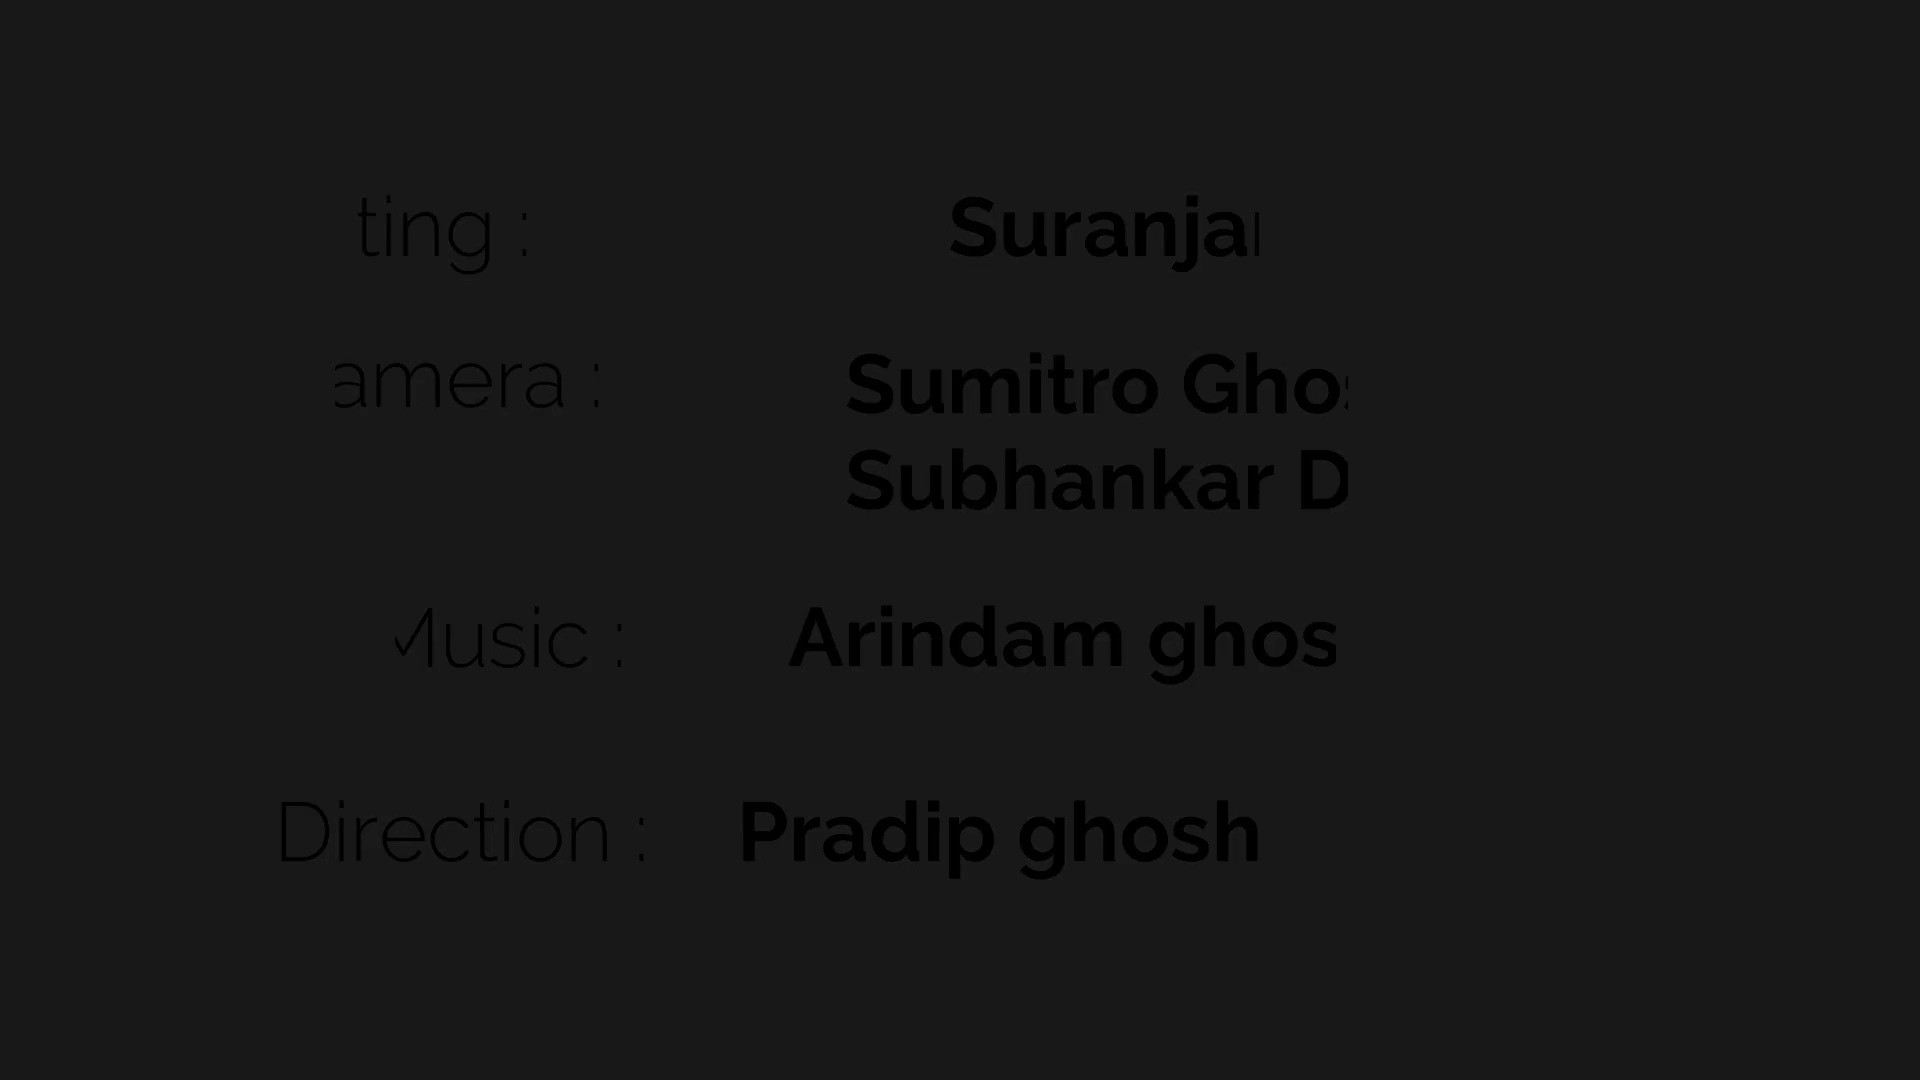 ting : Suranja
amera : Sumitro Gho
Subhankar D
Music : Arindam ghos
Direction : Pradip ghosh